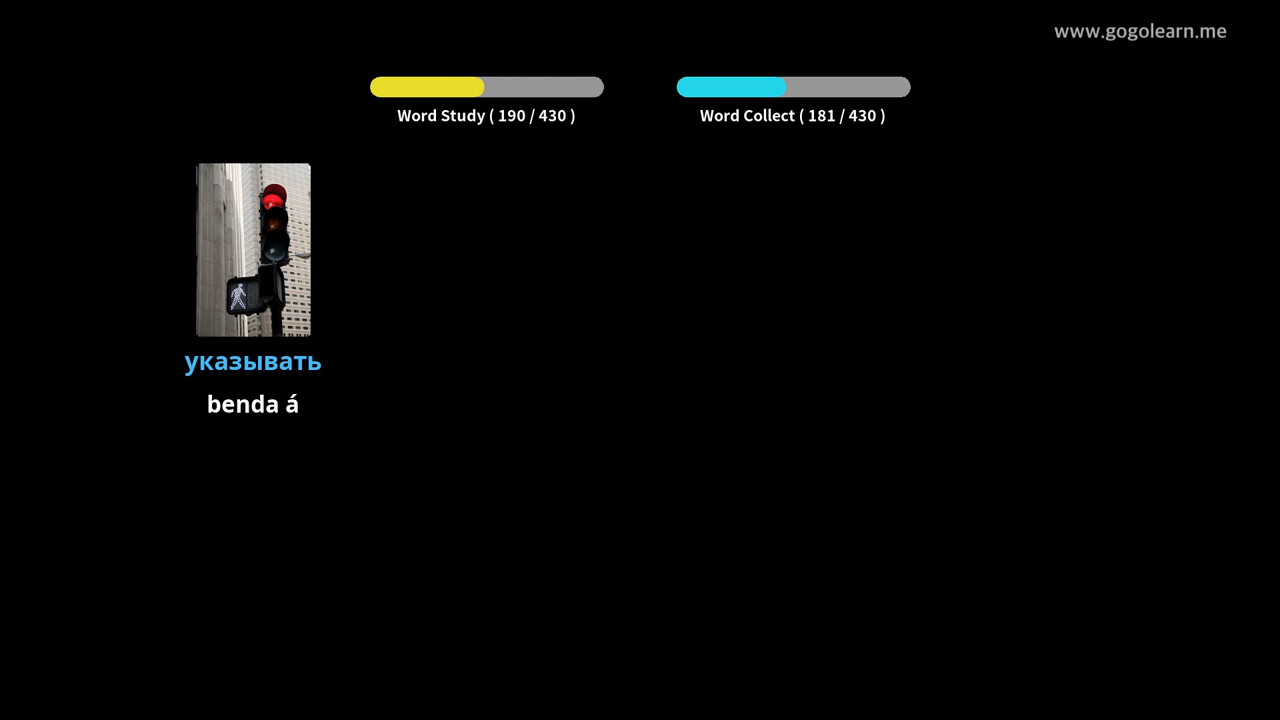 www.gogolearn.me
Word Study ( 190 / 430 )
Word Collect ( 181 / 430 )
указывать
benda á